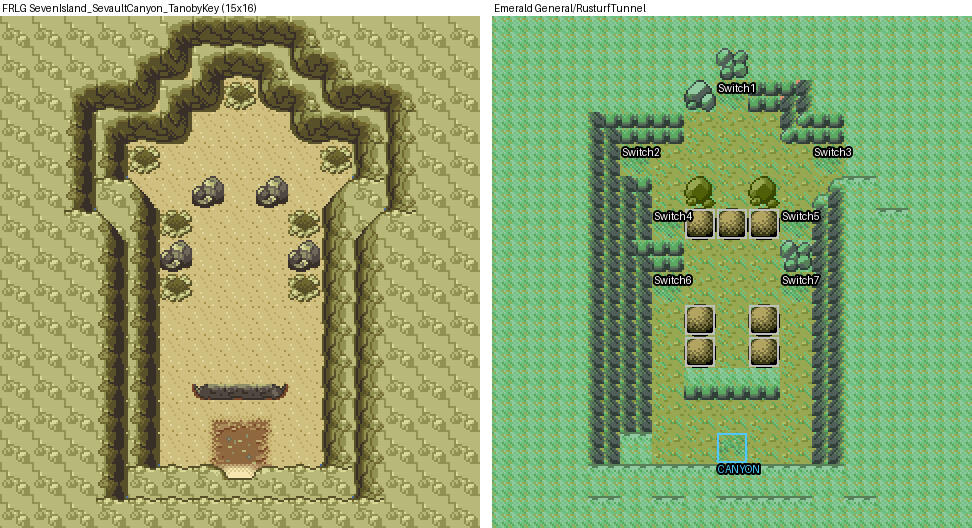 FRLG SevenIsland_SevaultCanyon_TanobyKey (15x16)
Emerald General/RusturfTunnel
Switch1
Switch2
Switch3
Switch4
Switch5
Switch6
Switch7
CANYON